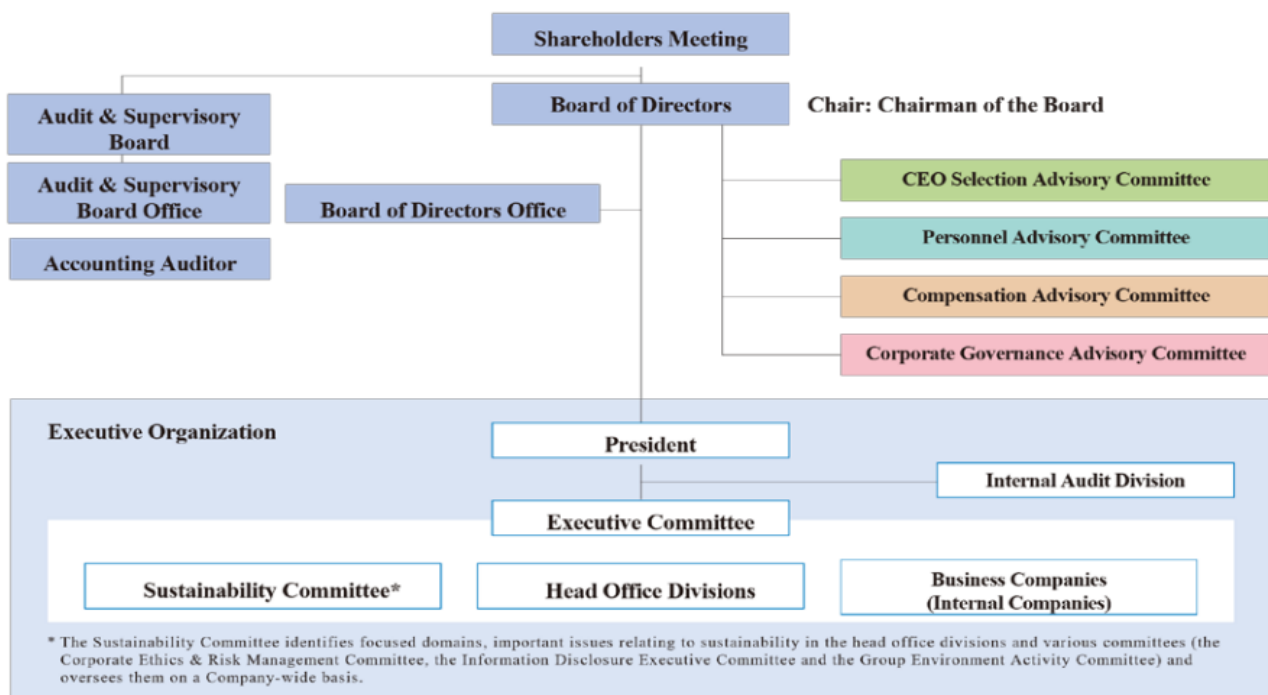 Shareholders Meeting
Board of Directors
Chair: Chairman of the Board
Audit & Supervisory
Board
Audit & Supervisory
Board Office
Accounting Auditor
Board of Directors Office
CEO Selection Advisory Committee
Personnel Advisory Committee
Compensation Advisory Committee
Corporate Governance Advisory Committee
Executive Organization
President
Internal Audit Division
Executive Committee
Sustainability Committee*
Head Office Divisions
Business Companies
(Internal Companies)
* The Sustainability Committee identifies focused domains, important issues relating to sustainability in the head office divisions and various committees (the
Corporate Ethics & Risk Management Committee, the Information Disclosure Executive Committee and the Group Environment Activity Committee) and
oversees them on a Company-wide basis.